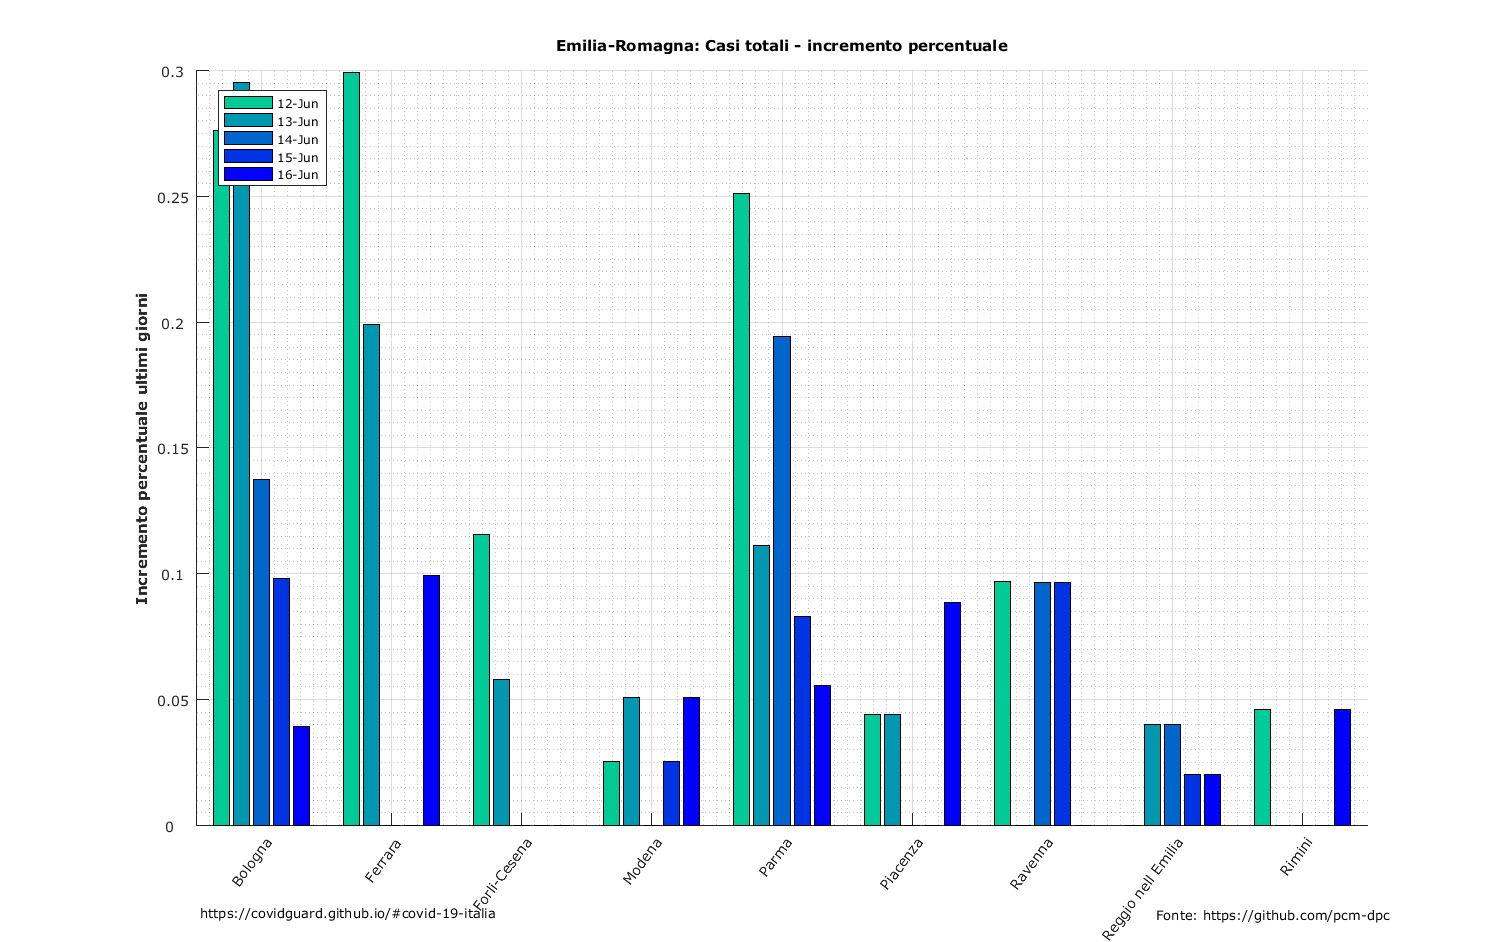 Emilia-Romagna: Casi totali - incremento percentuale
Incremento percentuale ultimi giorni
0.3
0.25
0.2
0.15
0.1
0.05
0
12-Jun
13-Jun
14-Jun
15-Jun
16-Jun
Bologna
Ferrara
Forlì-Cesena
Modena
Parma
Piacenza
Ravenna
Reggio nell Emilia
Rimini
https://covidguard.github.io/#covid-19-italia
Fonte: https://github.com/pcm-dpc